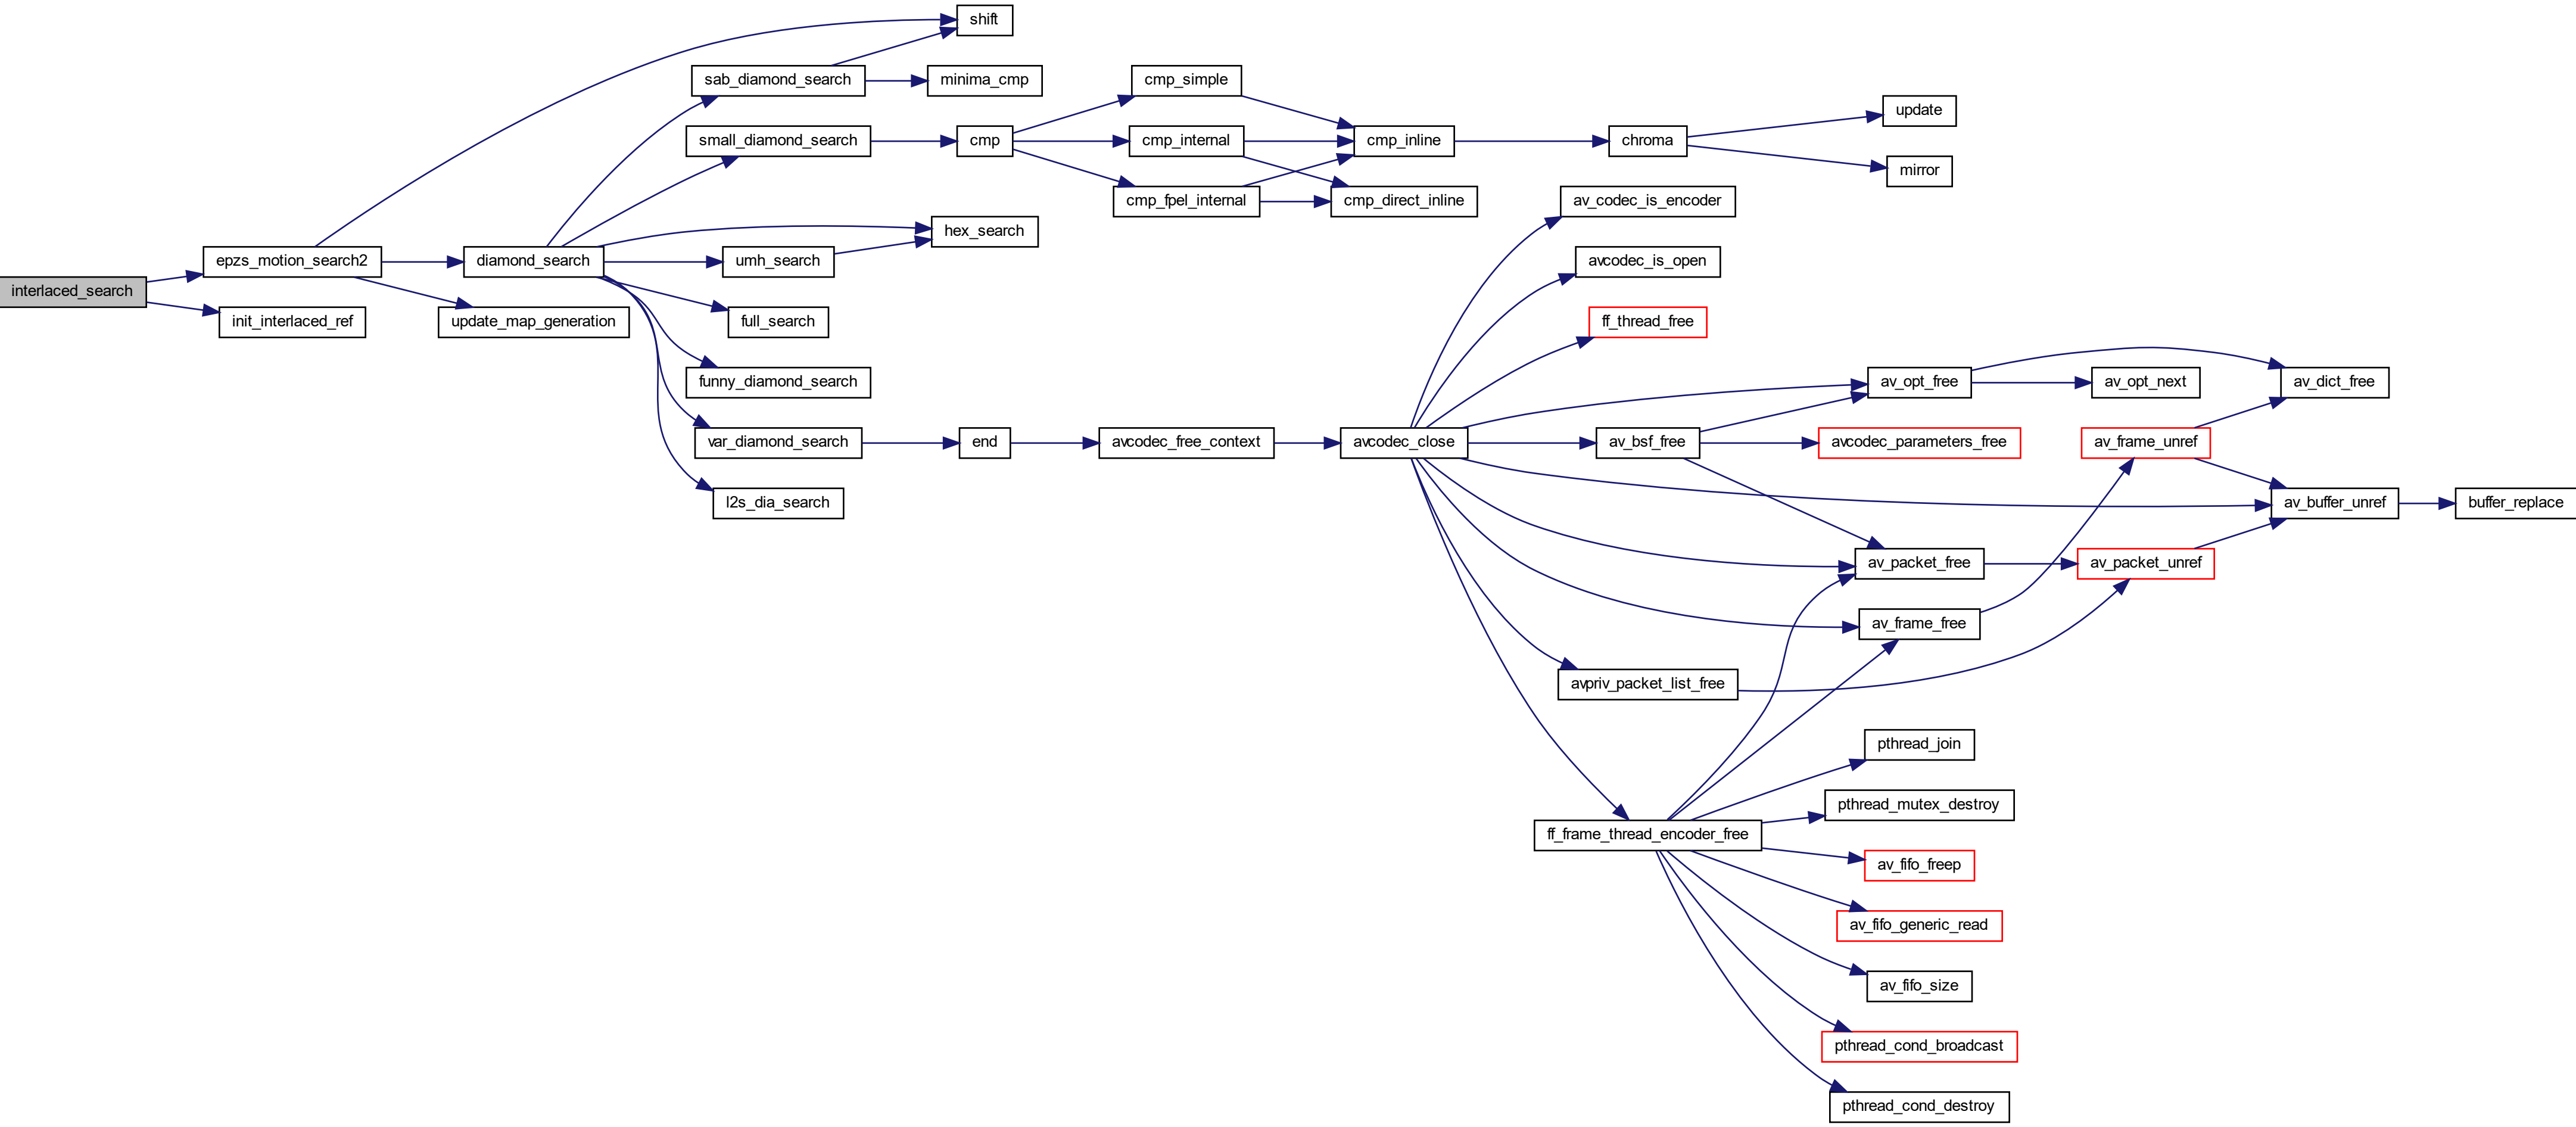 shift
sab_diamond_search
minima_cmp
cmp_simple
update
small_diamond_search
cmp
cmp_internal
cmp_inline
chroma
mirror
cmp_fpel_internal
cmp_direct_inline
av_codec_is_encoder
hex_search
epzs_motion_search2
diamond_search
umh_search
avcodec_is_open
interlaced_search
init_interlaced_ref
update_map_generation
full_search
ff_thread_free
funny_diamond_search
av_opt_free
av_opt_next
av_dict_free
var_diamond_search
end
avcodec_free_context
avcodec_close
av_bsf_free
avcodec_parameters_free
av_frame_unref
l2s_dia_search
av_buffer_unref
buffer_replace
av_packet_free
av_packet_unref
av_frame_free
avpriv_packet_list_free
pthread_join
pthread_mutex_destroy
ff_frame_thread_encoder_free
av_fifo_freep
av_fifo_generic_read
av_fifo_size
pthread_cond_broadcast
pthread_cond_destroy